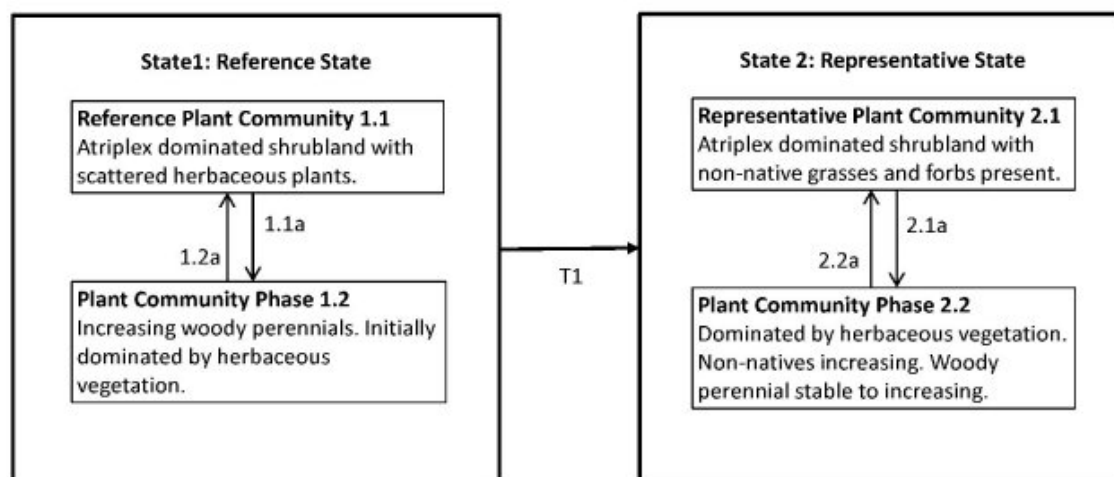 State1: Reference State
Reference Plant Community 1.1
Atriplex dominated shrubland with
scattered herbaceous plants.
1.1a
1.2a
Plant Community Phase 1.2
Increasing woody perennials. Initially
dominated by herbaceous
vegetation.
T1
State 2: Representative State
Representative Plant Community 2.1
Atriplex dominated shrubland with
non-native grasses and forbs present.
2.1a
2.2a
Plant Community Phase 2.2
Dominated by herbaceous vegetation.
Non-natives increasing. Woody
perennial stable to increasing.